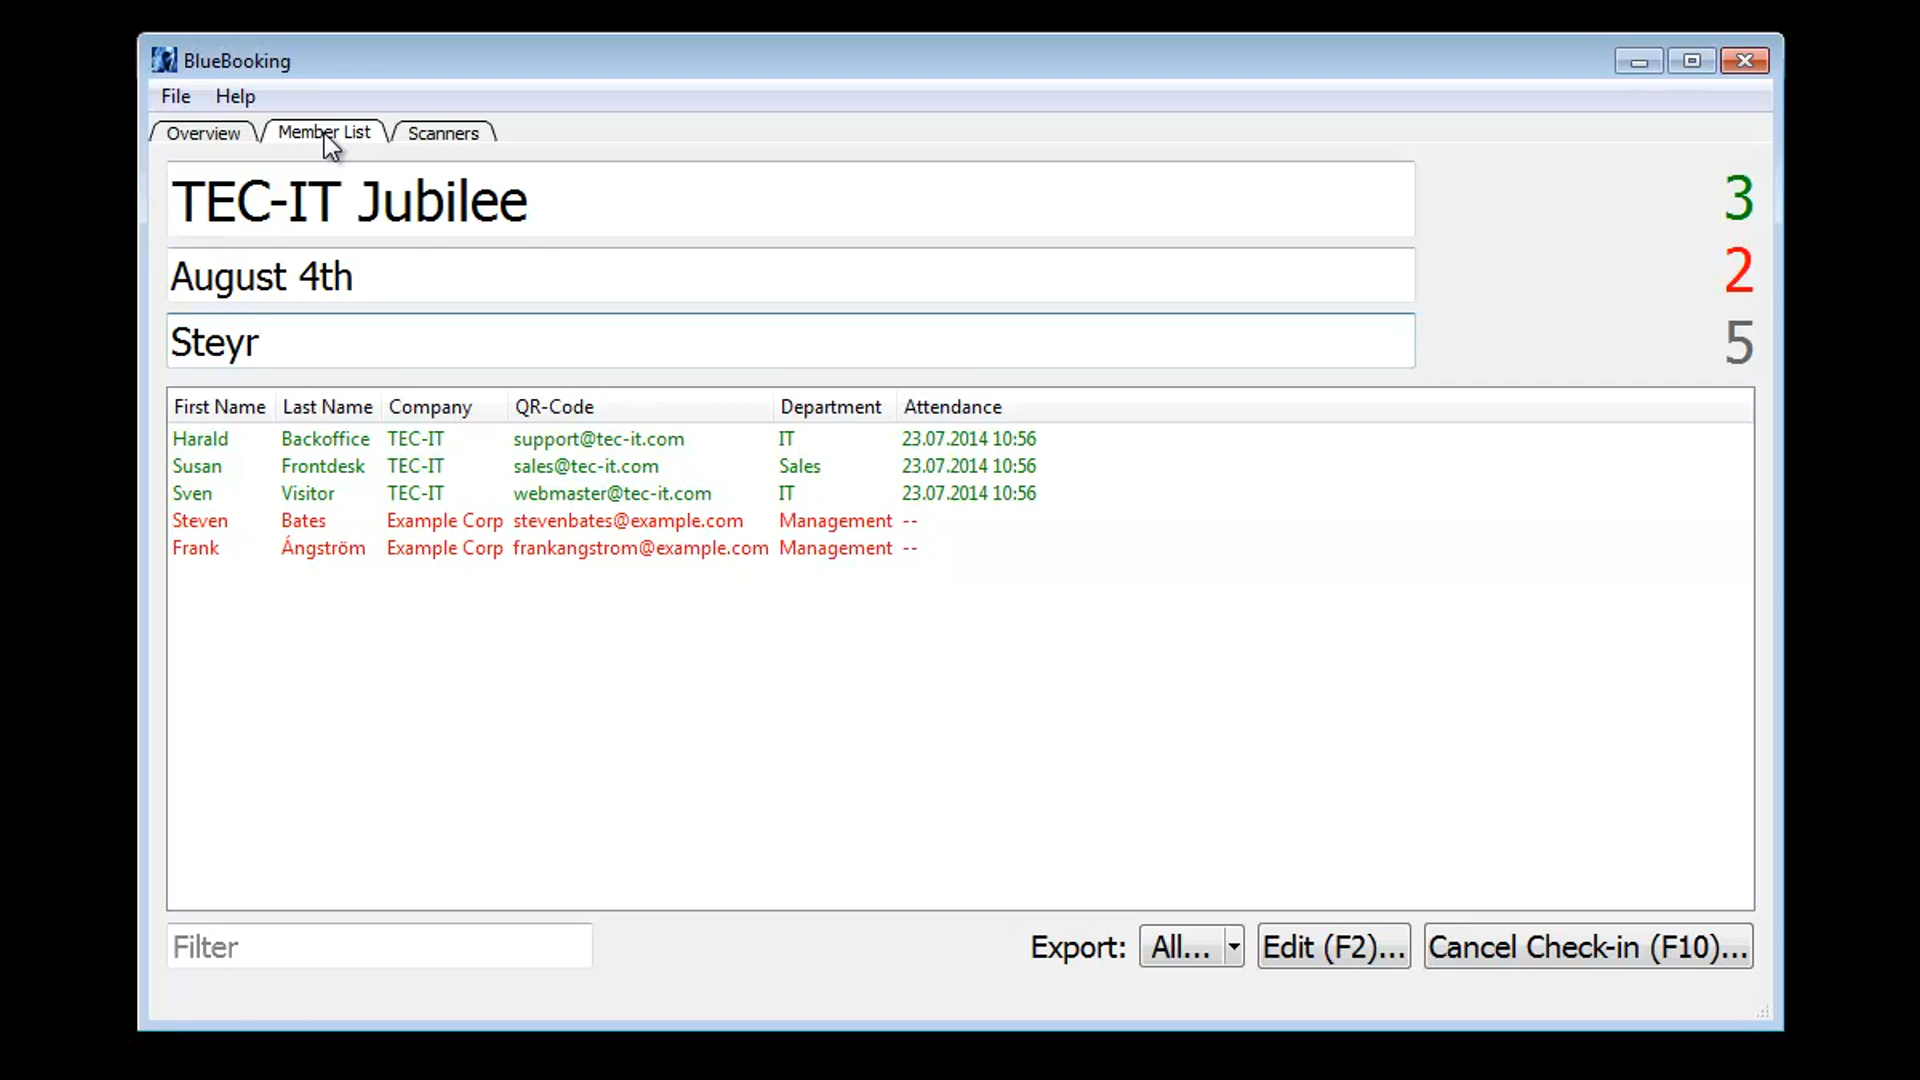 BlueBooking
File Help
Overview Member List Scanners
TEC-IT Jubilee 3
August 4th 2
Steyr 5
First Name Last Name Company QR-Code Department Attendance
Harald Backoffice TEC-IT support@tec-it.com IT 23.07.2014 10:56
Susan Frontdesk TEC-IT sales@tec-it.com Sales 23.07.2014 10:56
Sven Visitor TEC-IT webmaster@tec-it.com IT 23.07.2014 10:56
Steven Bates Example Corp stevenbates@example.com Management --
Frank Ángström Example Corp frankangstrom@example.com Management --
Filter Export: All... Edit (F2)... Cancel Check-in (F10)...